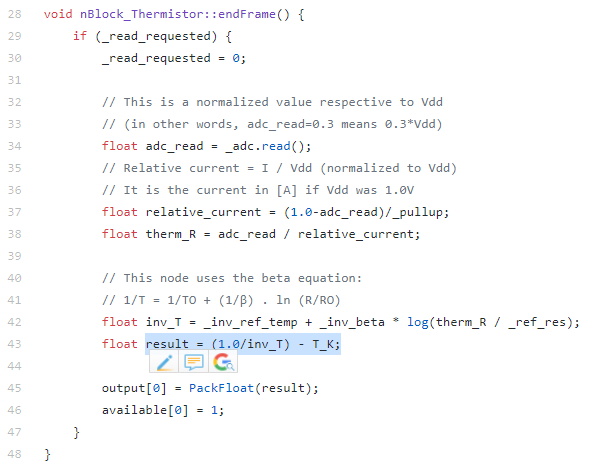 28 void nBlock_Thermistor::endFrame() {
29     if (_read_requested) {
30         _read_requested = 0;
31
32         // This is a normalized value respective to Vdd
33         // (in other words, adc_read=0.3 means 0.3*Vdd)
34         float adc_read = _adc.read();
35         // Relative current = I / Vdd (normalized to Vdd)
36         // It is the current in [A] if Vdd was 1.0V
37         float relative_current = (1.0-adc_read)/_pullup;
38         float therm_R = adc_read / relative_current;
39
40         // This node uses the beta equation:
41         // 1/T = 1/TO + (1/β) . ln (R/RO)
42         float inv_T = _inv_ref_temp + _inv_beta * log(therm_R / _ref_res);
43         float result = (1.0/inv_T) - T_K;
44
45         output[0] = PackFloat(result);
46         available[0] = 1;
47     }
48 }